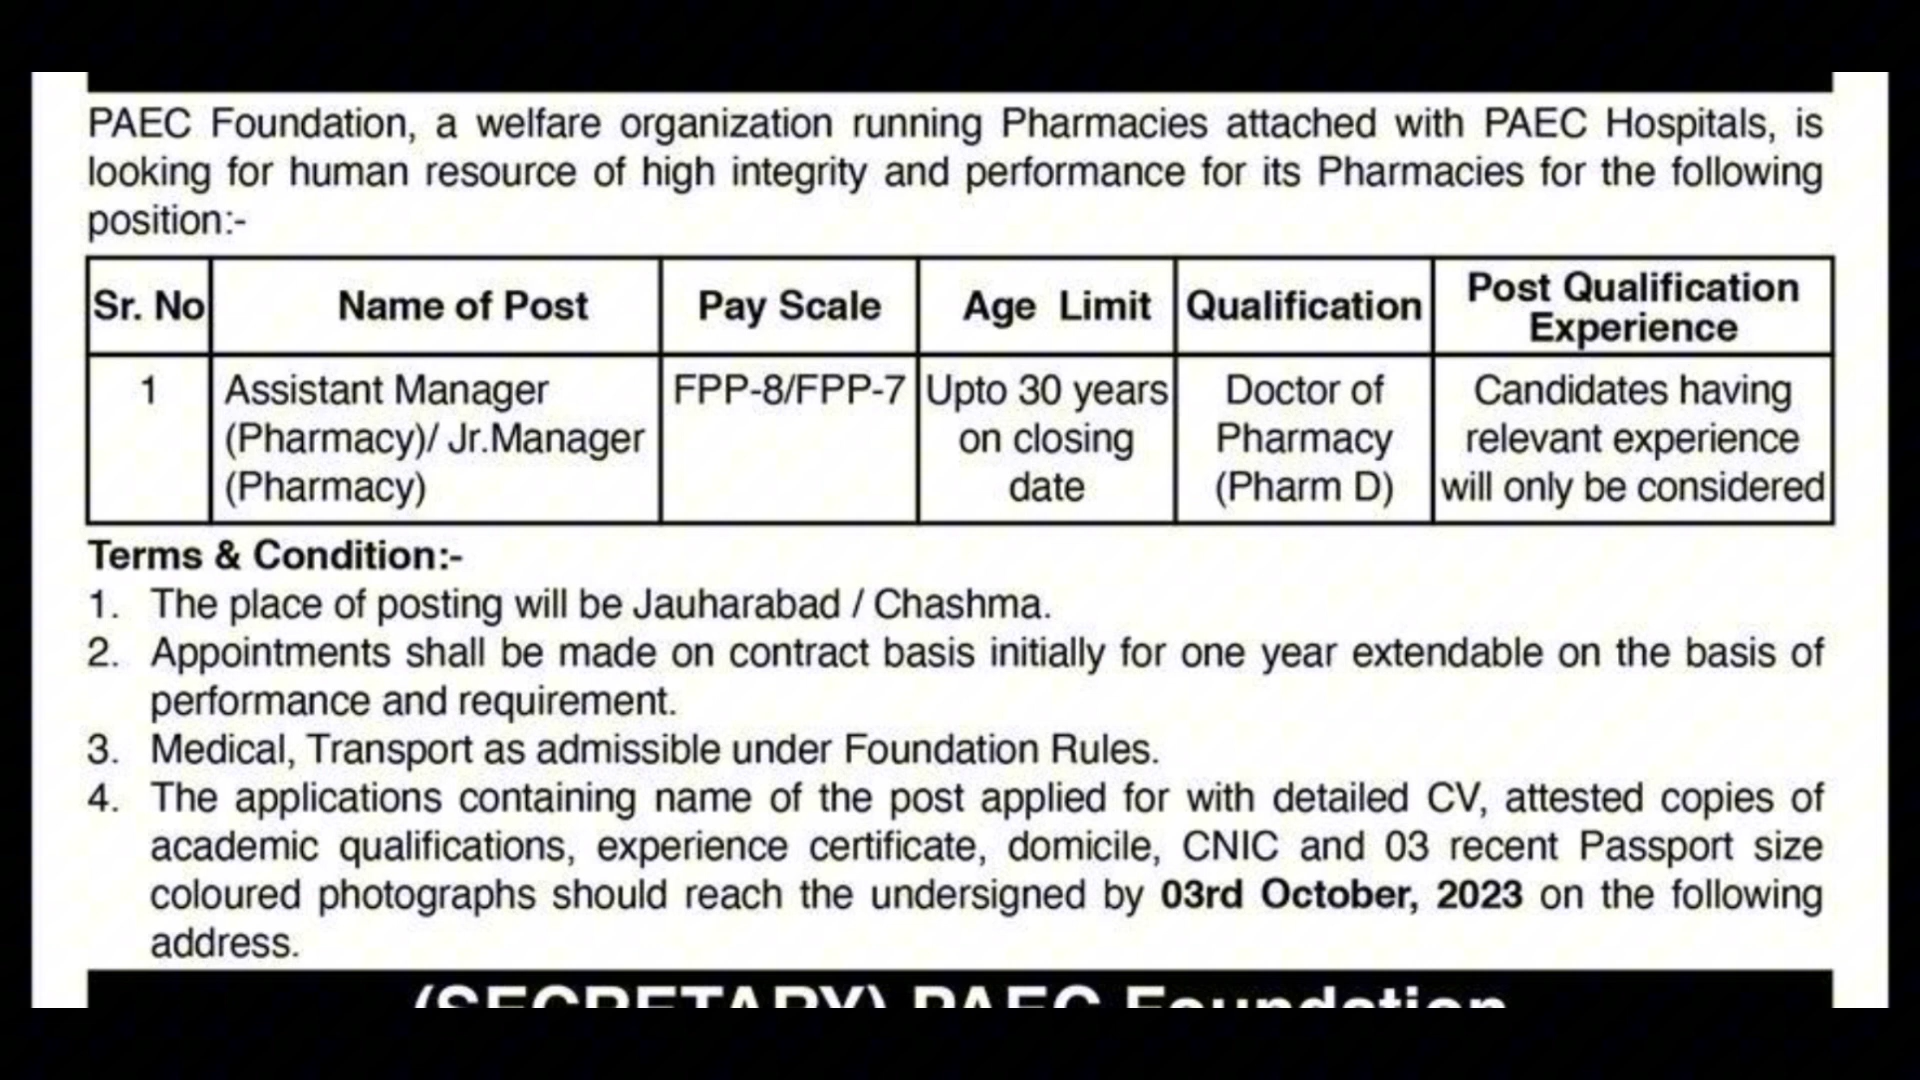 PAEC Foundation, a welfare organization running Pharmacies attached with PAEC Hospitals, is
looking for human resource of high integrity and performance for its Pharmacies for the following
position:-
Sr. No Name of Post Pay Scale Age Limit Qualification Post Qualification
Experience
1 Assistant Manager FPP-8/FPP-7 Upto 30 years Doctor of Candidates having
(Pharmacy)/ Jr.Manager on closing Pharmacy relevant experience
(Pharmacy) date (Pharm D) will only be considered
Terms & Condition:-
1. The place of posting will be Jauharabad / Chashma.
2. Appointments shall be made on contract basis initially for one year extendable on the basis of
performance and requirement.
3. Medical, Transport as admissible under Foundation Rules.
4. The applications containing name of the post applied for with detailed CV, attested copies of
academic qualifications, experience certificate, domicile, CNIC and 03 recent Passport size
coloured photographs should reach the undersigned by 03rd October, 2023 on the following
address.
(SECRETARY) PAEC Foundation